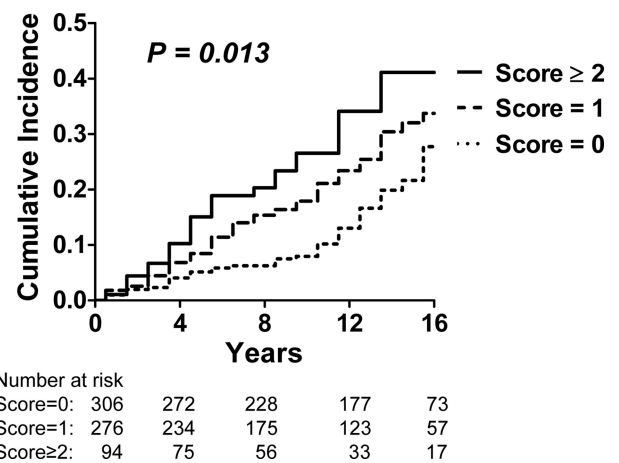 0.5
P = 0.013
0.4
Score ≥ 2
Score = 1
0.3
Score = 0
0.2
0.1
0.0
Cumulative Incidence
0 4 8 12 16
Years
Number at risk
Score=0: 306 272 228 177 73
Score=1: 276 234 175 123 57
Score≥2: 94 75 56 33 17